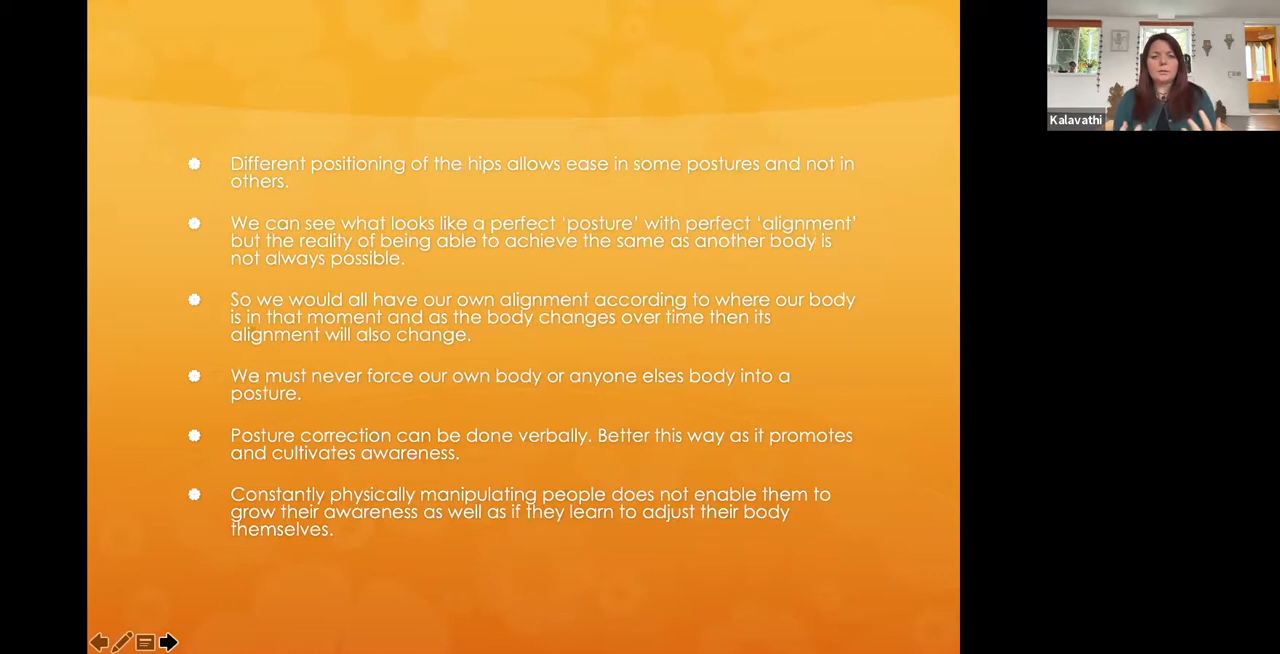 Kalavathi
Different positioning of the hips allows ease in some postures and not in
others.
We can see what looks like a perfect ‘posture’ with perfect ‘alignment’
but the reality of being able to achieve the same as another body is
not always possible.
So we would all have our own alignment according to where our body
is in that moment and as the body changes over time then its
alignment will also change.
We must never force our own body or anyone elses body into a
posture.
Posture correction can be done verbally. Better this way as it promotes
and cultivates awareness.
Constantly physically manipulating people does not enable them to
grow their awareness as well as if they learn to adjust their body
themselves.